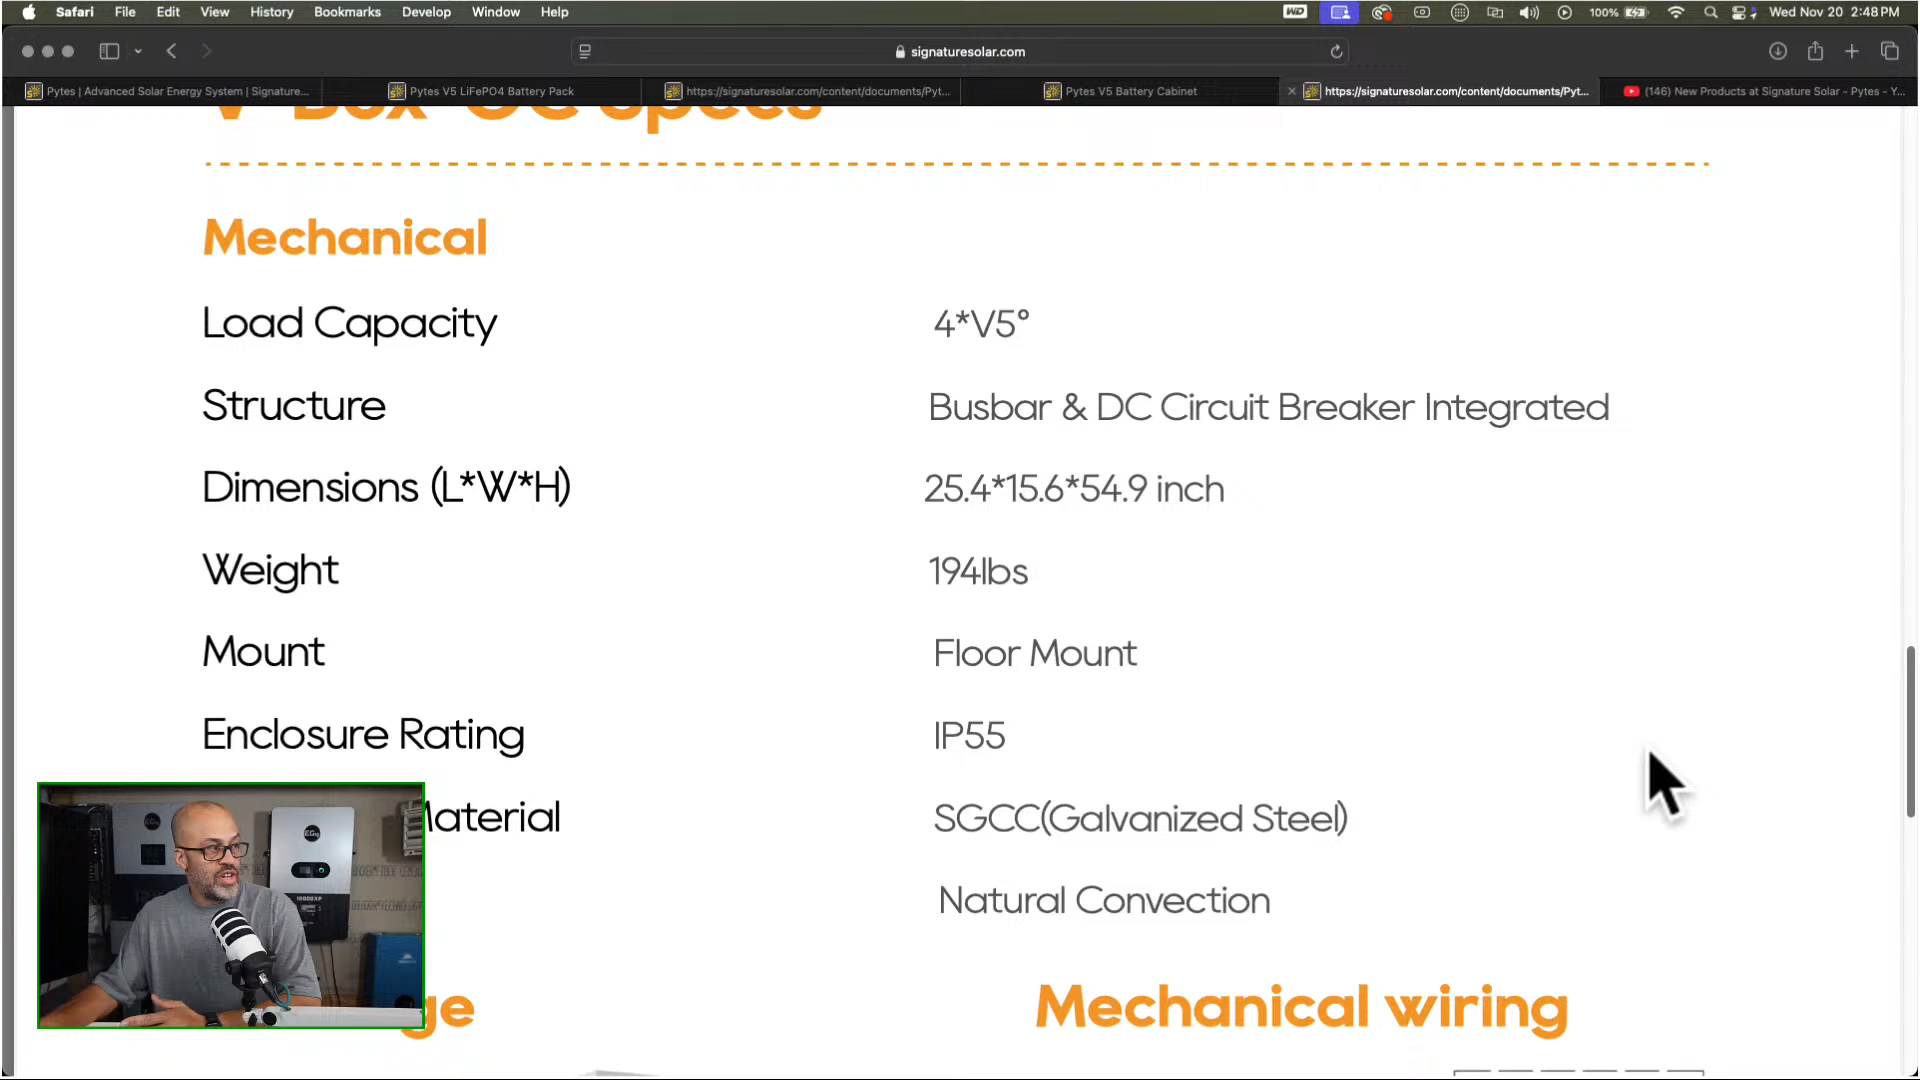 Safari File Edit View History Bookmarks Develop Window Help
WD 100% Wed Nov 20 2:48 PM
signaturesolar.com
Pytes | Advanced Solar Energy System | Signature...
Pytes V5 LiFePO4 Battery Pack
https://signaturesolar.com/content/documents/Pyt...
Pytes V5 Battery Cabinet
https://signaturesolar.com/content/documents/Pyt...
(146) New Products at Signature Solar - Pytes - Y...
Mechanical
Load Capacity 4*V5°
Structure Busbar & DC Circuit Breaker Integrated
Dimensions (L*W*H) 25.4*15.6*54.9 inch
Weight 194lbs
Mount Floor Mount
Enclosure Rating IP55
Material SGCC(Galvanized Steel)
Natural Convection
ge Mechanical wiring